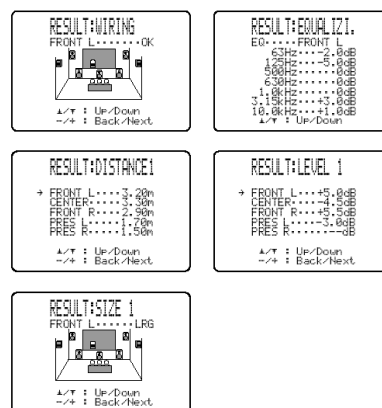 RESULT:WIRING
FRONT L·······OK
▲/▼ : Up/Down
-/+ : Back/Next
RESULT:EQUALIZI.
EQ·····FRONT L
63Hz····-2.0dB
125Hz····-5.0dB
500Hz······0dB
630Hz······0dB
1.0kHz······0dB
3.15kHz···+3.0dB
10.0kHz···+1.0dB
▲/▼ : Up/Down
RESULT:DISTANCE1
→ FRONT L····3.20m
CENTER·····3.30m
FRONT R····2.90m
PRES L·····1.70m
PRES R·····1.50m
▲/▼ : Up/Down
-/+ : Back/Next
RESULT:LEVEL 1
→ FRONT L···+5.0dB
CENTER····-4.5dB
FRONT R···+5.5dB
PRES L····-3.0dB
PRES R······--dB
▲/▼ : Up/Down
-/+ : Back/Next
RESULT:SIZE 1
FRONT L······LRG
▲/▼ : Up/Down
-/+ : Back/Next